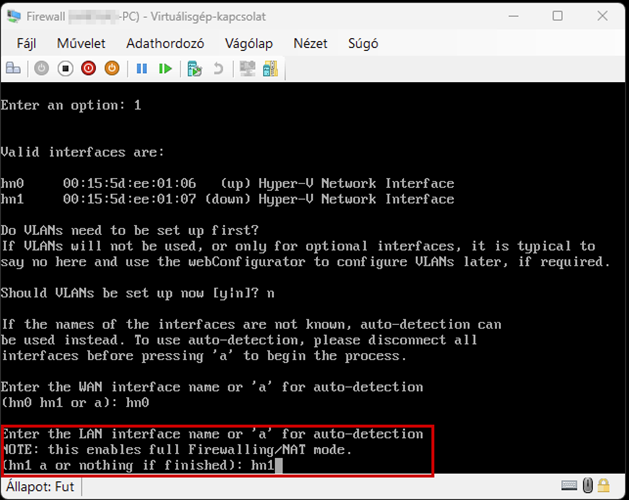 Firewall -PC) - Virtuálisgép-kapcsolat
Fájl Művelet Adathordozó Vágólap Nézet Súgó
Enter an option: 1
Valid interfaces are:
hn0 00:15:5d:ee:01:06 (up) Hyper-V Network Interface
hn1 00:15:5d:ee:01:07 (down) Hyper-V Network Interface
Do VLANs need to be set up first?
If VLANs will not be used, or only for optional interfaces, it is typical to
say no here and use the webConfigurator to configure VLANs later, if required.
Should VLANs be set up now [y|n]? n
If the names of the interfaces are not known, auto-detection can
be used instead. To use auto-detection, please disconnect all
interfaces before pressing 'a' to begin the process.
Enter the WAN interface name or 'a' for auto-detection
(hn0 hn1 or a): hn0
Enter the LAN interface name or 'a' for auto-detection
NOTE: this enables full Firewalling/NAT mode.
(hn1 a or nothing if finished): hn1
Állapot: Fut